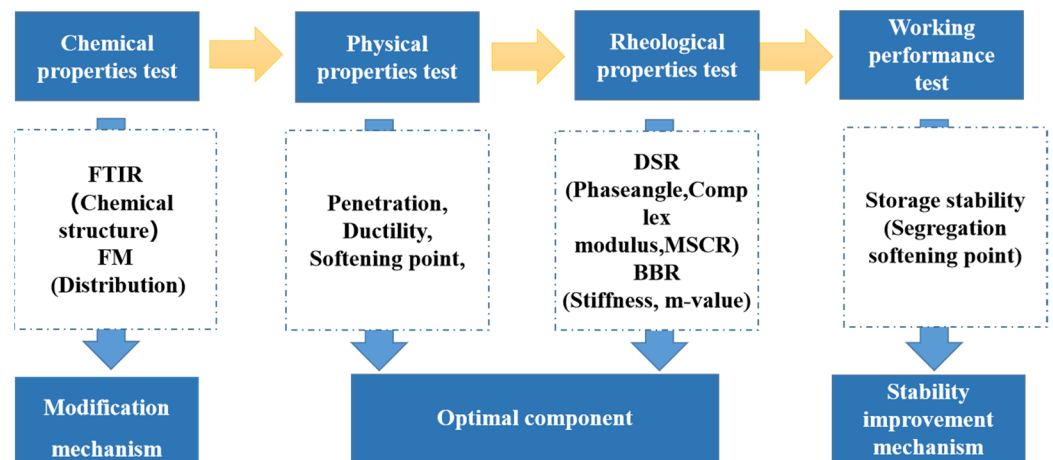 Chemical
properties test
Physical
properties test
Rheological
properties test
Working
performance
test
FTIR
(Chemical
structure)
FM
(Distribution)
Penetration,
Ductility,
Softening point,
DSR
(Phaseangle,Comp
lex
modulus,MSCR)
BBR
(Stiffness, m-value)
Storage stability
(Segregation
softening point)
Modification
mechanism
Optimal component
Stability
improvement
mechanism